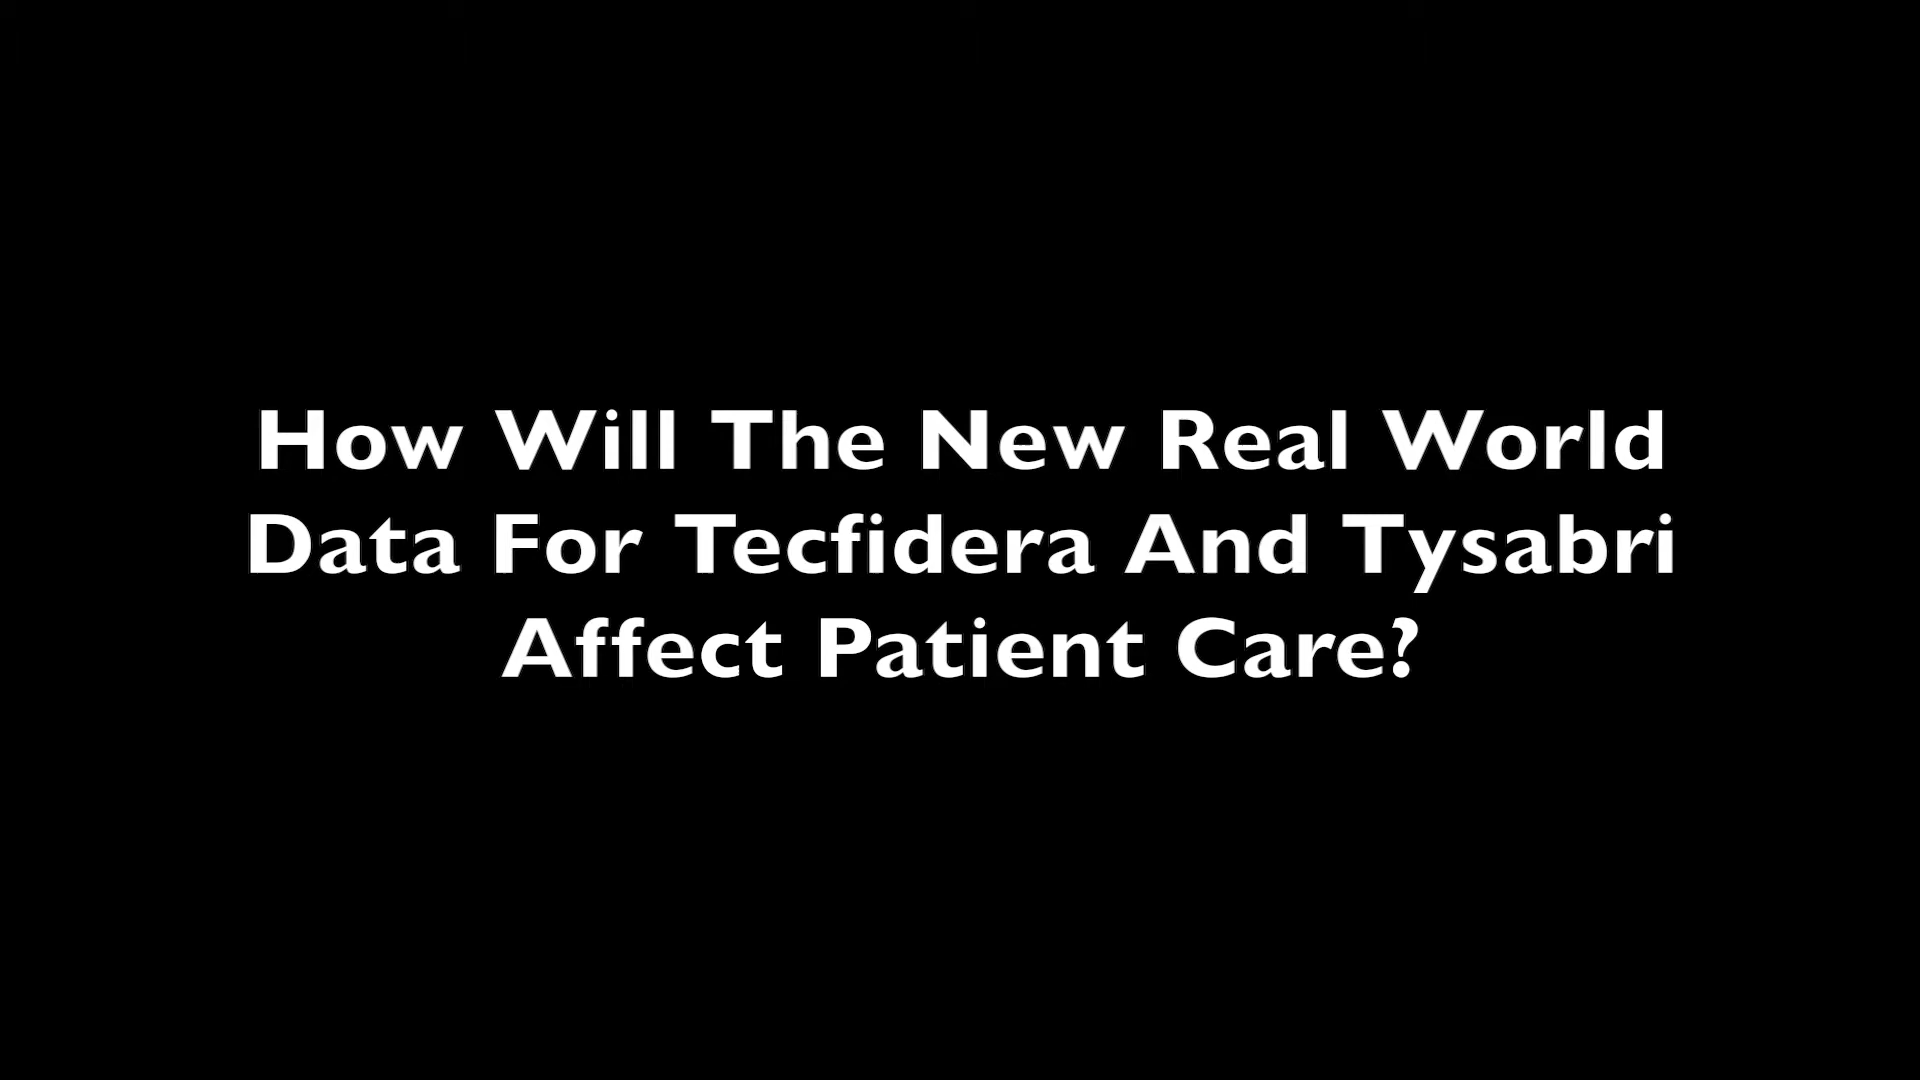 How Will The New Real World
Data For Tecfidera And Tysabri
Affect Patient Care?